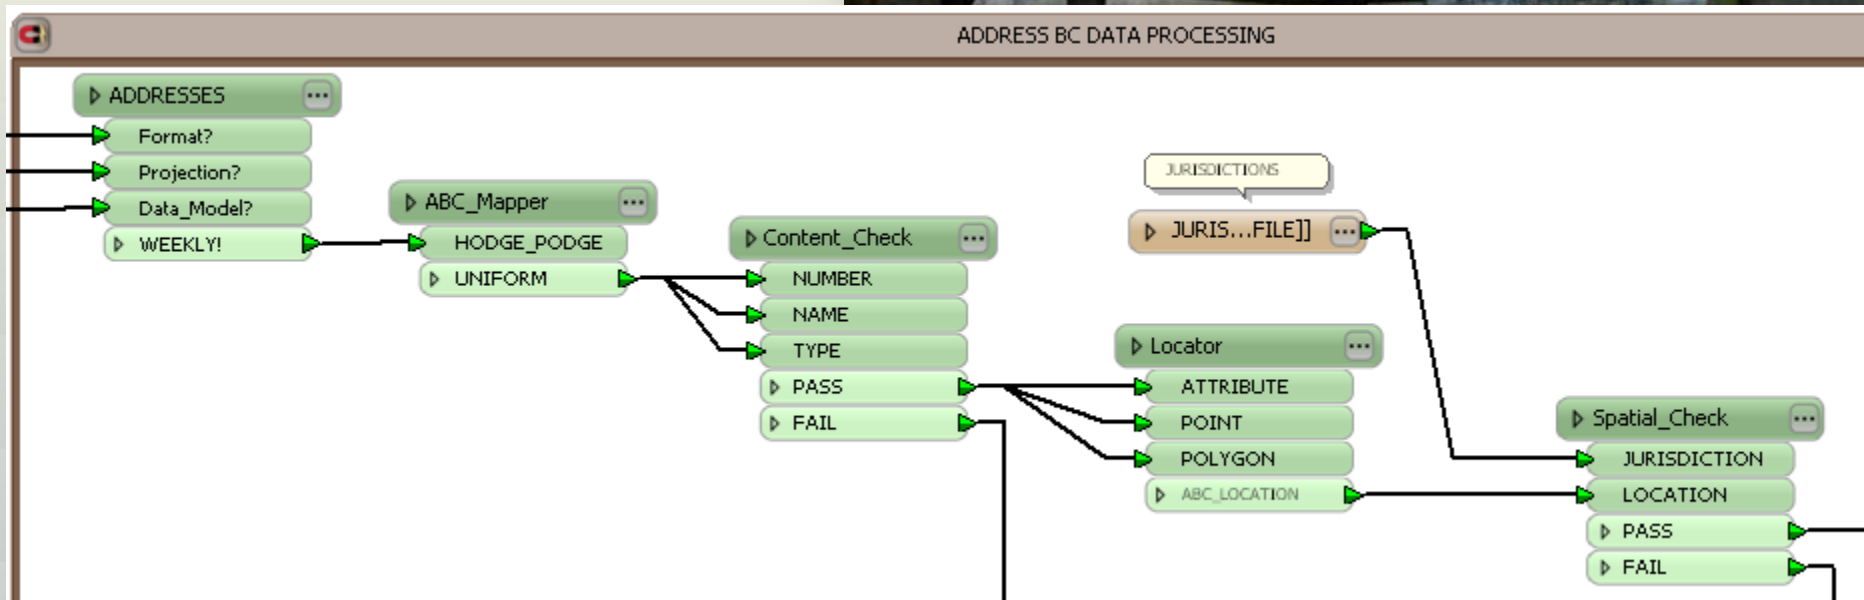 ADDRESS BC DATA PROCESSING
ADDRESSES
Format?
Projection?
Data_Model?
WEEKLY!
ABC_Mapper
HODGE_PODGE
UNIFORM
Content_Check
NUMBER
NAME
TYPE
PASS
FAIL
JURISDICTIONS
JURIS...FILE]]
Locator
ATTRIBUTE
POINT
POLYGON
ABC_LOCATION
Spatial_Check
JURISDICTION
LOCATION
PASS
FAIL